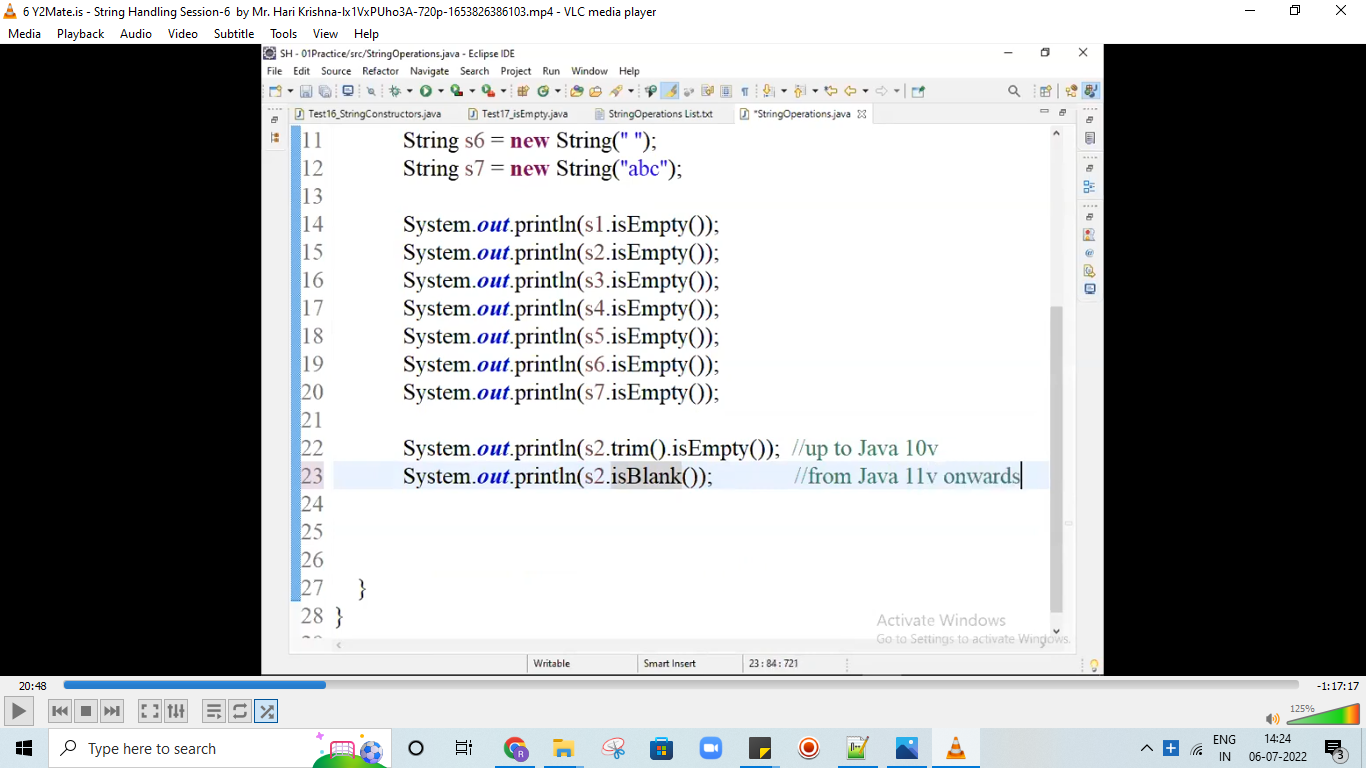 6 Y2Mate.is - String Handling Session-6  by Mr. Hari Krishna-Ix1VxPUho3A-720p-1653826386103.mp4 - VLC media player
Media Playback Audio Video Subtitle Tools View Help
SH - 01Practice/src/StringOperations.java - Eclipse IDE
File Edit Source Refactor Navigate Search Project Run Window Help
Test16_StringConstructors.java Test17_isEmpty.java StringOperations List.txt *StringOperations.java
11 String s6 = new String(" ");
12 String s7 = new String("abc");
13
14 System.out.println(s1.isEmpty());
15 System.out.println(s2.isEmpty());
16 System.out.println(s3.isEmpty());
17 System.out.println(s4.isEmpty());
18 System.out.println(s5.isEmpty());
19 System.out.println(s6.isEmpty());
20 System.out.println(s7.isEmpty());
21
22 System.out.println(s2.trim().isEmpty()); //up to Java 10v
23 System.out.println(s2.isBlank()); //from Java 11v onwards
24
25
26
27 }
28 }
Activate Windows
Go to Settings to activate Windows.
Writable Smart Insert 23 : 84 : 721
20:48 -1:17:17
125%
Type here to search
ENG 14:24
IN 06-07-2022 3